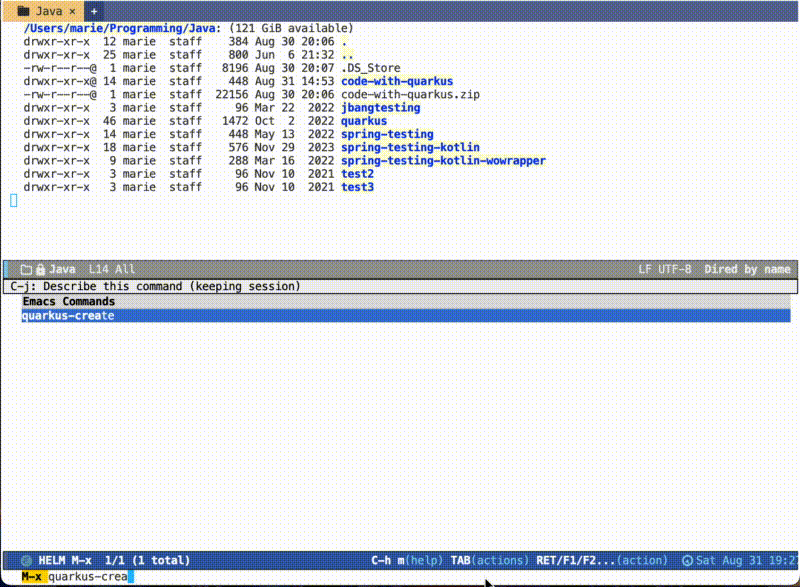 Java × +
/Users/marie/Programming/Java: (121 GiB available)
drwxr-xr-x 12 marie staff 384 Aug 30 20:06 .
drwxr-xr-x 25 marie staff 800 Jun 6 21:32 ..
-rw-r--r--@ 1 marie staff 8196 Aug 30 20:07 .DS_Store
drwxr-xr-x@ 14 marie staff 448 Aug 31 14:53 code-with-quarkus
-rw-r--r--@ 1 marie staff 22156 Aug 30 20:06 code-with-quarkus.zip
drwxr-xr-x 3 marie staff 96 Mar 22 2022 jbangtesting
drwxr-xr-x 46 marie staff 1472 Oct 2 2022 quarkus
drwxr-xr-x 14 marie staff 448 May 13 2022 spring-testing
drwxr-xr-x 18 marie staff 576 Nov 29 2023 spring-testing-kotlin
drwxr-xr-x 9 marie staff 288 Mar 16 2022 spring-testing-kotlin-wowrapper
drwxr-xr-x 3 marie staff 96 Nov 10 2021 test2
drwxr-xr-x 3 marie staff 96 Nov 10 2021 test3
Java L14 All LF UTF-8 Dired by name
C-j: Describe this command (keeping session)
Emacs Commands
quarkus-create
HELM M-x 1/1 (1 total) C-h m(help) TAB(actions) RET/F1/F2...(action) Sat Aug 31
M-x quarkus-crea